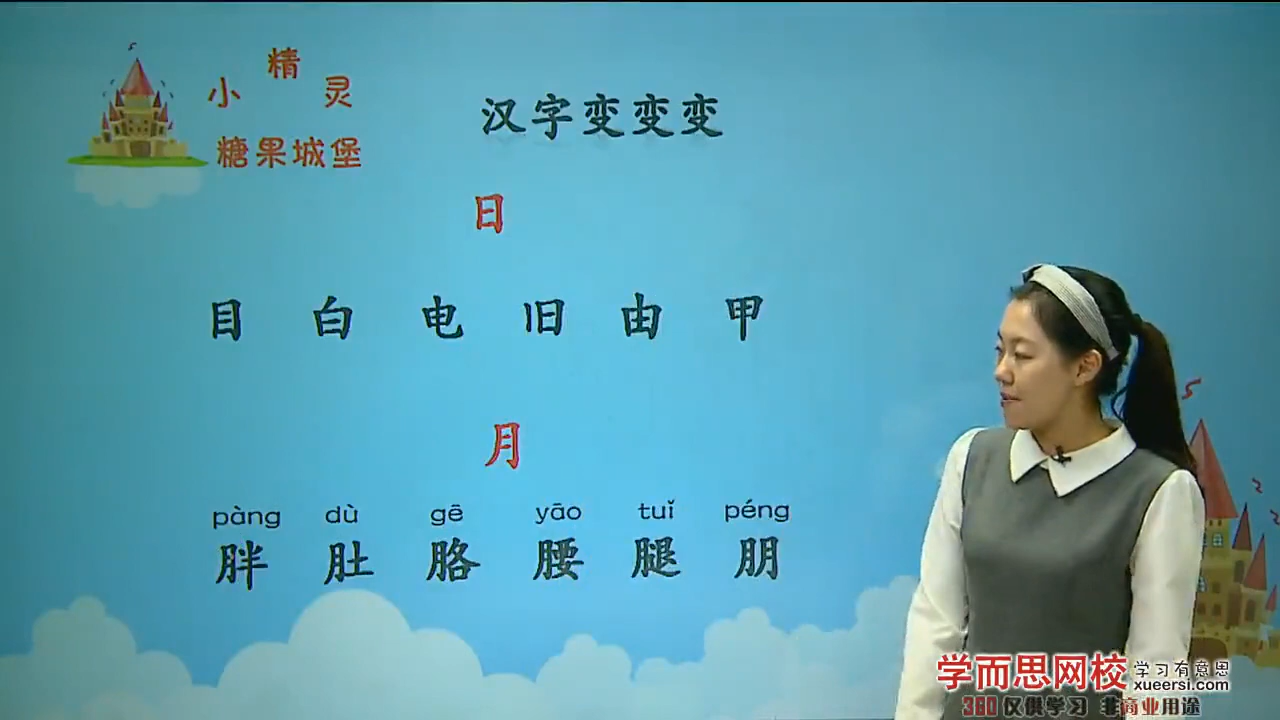 小精灵
糖果城堡
汉字变变变
日
目 白 电 旧 由 甲
月
pàng dù gē yāo tuǐ péng
胖 肚 胳 腰 腿 朋
学而思网校 学习有意思
xueersi.com
360 仅供学习 非商业用途